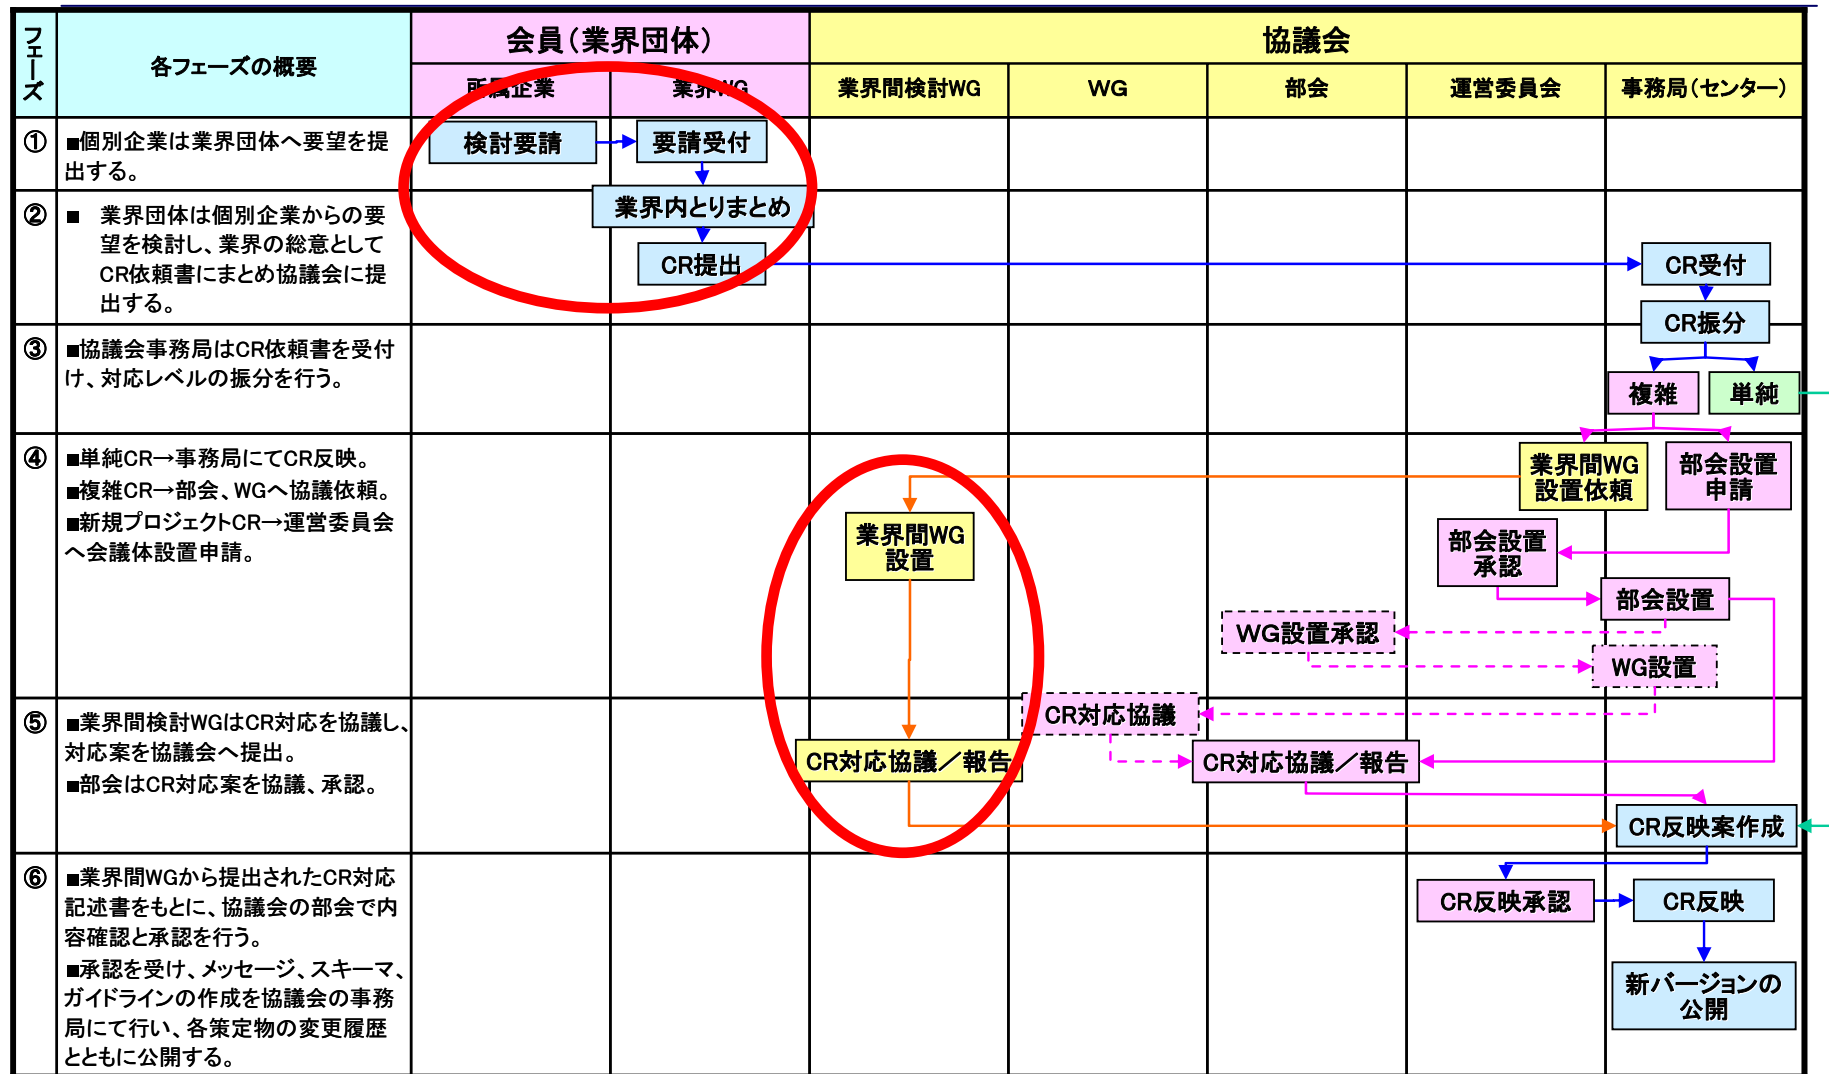 フェーズ
各フェーズの概要
会員（業界団体）
協議会
所属企業
業界WG
業界間検討WG
WG
部会
運営委員会
事務局（センター）
①
■個別企業は業界団体へ要望を提
出する。
検討要請
要請受付
②
■ 業界団体は個別企業からの要
望を検討し、業界の総意として
CR依頼書にまとめ協議会に提
出する。
業界内とりまとめ
CR提出
CR受付
CR振分
③
■協議会事務局はCR依頼書を受付
け、対応レベルの振分を行う。
複雑
単純
④
■単純CR→事務局にてCR反映。
■複雑CR→部会、WGへ協議依頼。
■新規プロジェクトCR→運営委員会
へ会議体設置申請。
業界間WG
設置依頼
部会設置
申請
業界間WG
設置
部会設置
承認
部会設置
WG設置承認
WG設置
⑤
■業界間検討WGはCR対応を協議し、
対応案を協議会へ提出。
■部会はCR対応案を協議、承認。
CR対応協議
CR対応協議／報告
CR対応協議／報告
CR反映案作成
⑥
■業界間WGから提出されたCR対応
記述書をもとに、協議会の部会で内
容確認と承認を行う。
■承認を受け、メッセージ、スキーマ、
ガイドラインの作成を協議会の事務
局にて行い、各策定物の変更履歴
とともに公開する。
CR反映承認
CR反映
新バージョンの
公開